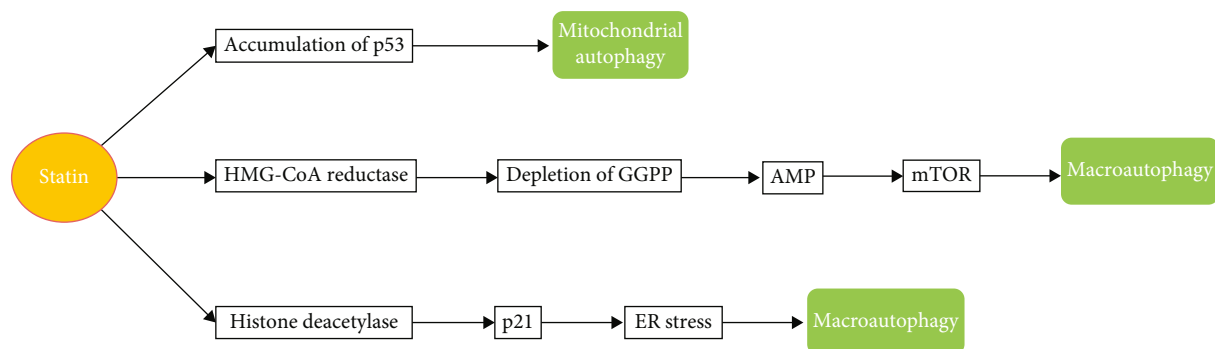 Accumulation of p53
Mitochondrial
autophagy
Statin
HMG-CoA reductase
Depletion of GGPP
AMP
mTOR
Macroautophagy
Histone deacetylase
p21
ER stress
Macroautophagy